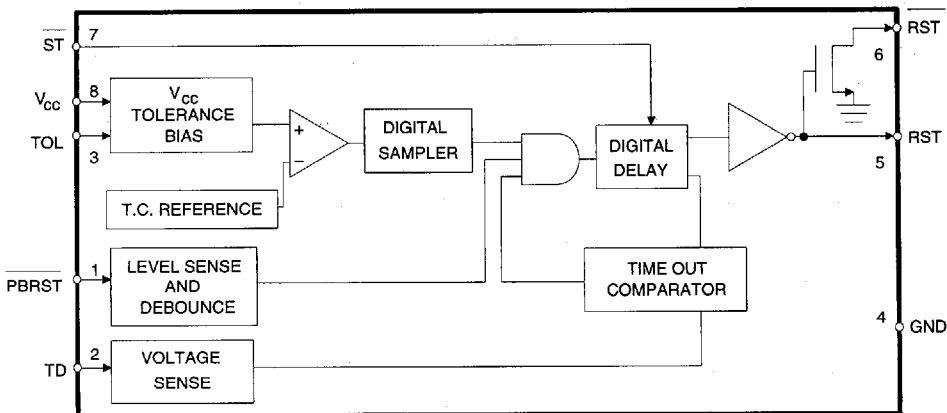 RST
ST
7
6
8
VCC
VCC
TOLERANCE
BIAS
TOL
3
+
−
DIGITAL
SAMPLER
DIGITAL
DELAY
RST
5
T.C. REFERENCE
1
PBRST
LEVEL SENSE
AND
DEBOUNCE
TIME OUT
COMPARATOR
4
GND
2
TD
VOLTAGE
SENSE